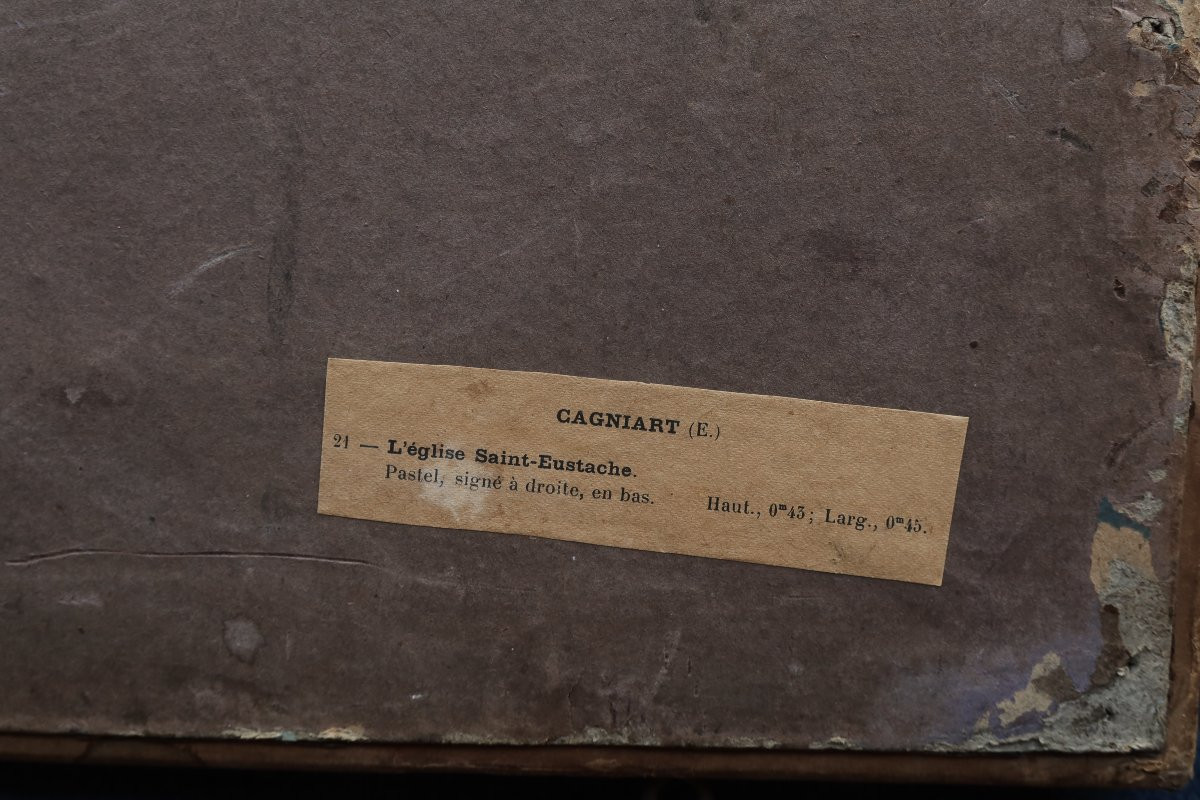 CAGNIART (E.)
21 — L'église Saint-Eustache.
Pastel, signé à droite, en bas. Haut., 0ᵐ43; Larg., 0ᵐ45.